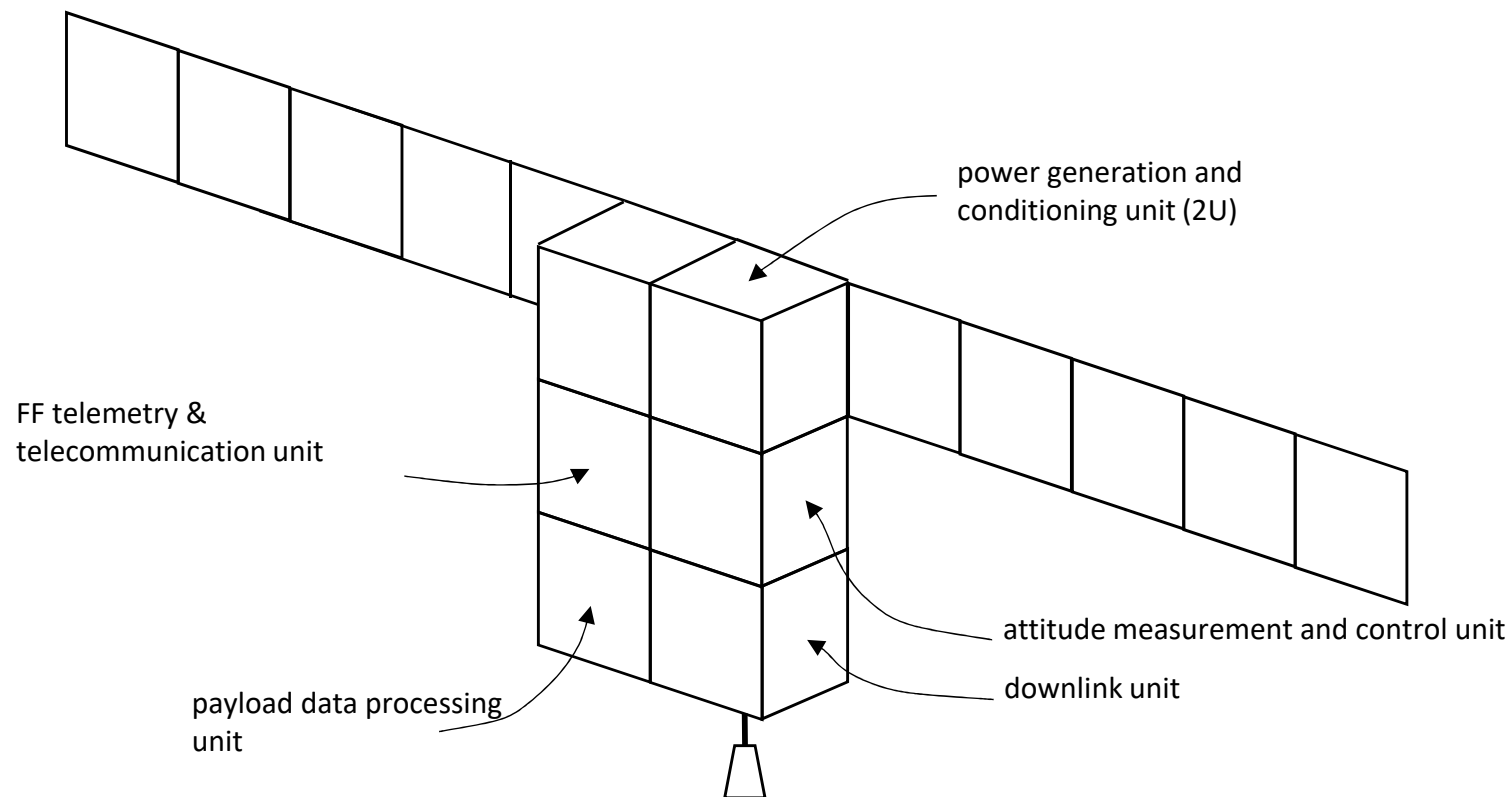 power generation and
conditioning unit (2U)
FF telemetry &
telecommunication unit
attitude measurement and control unit
downlink unit
payload data processing
unit